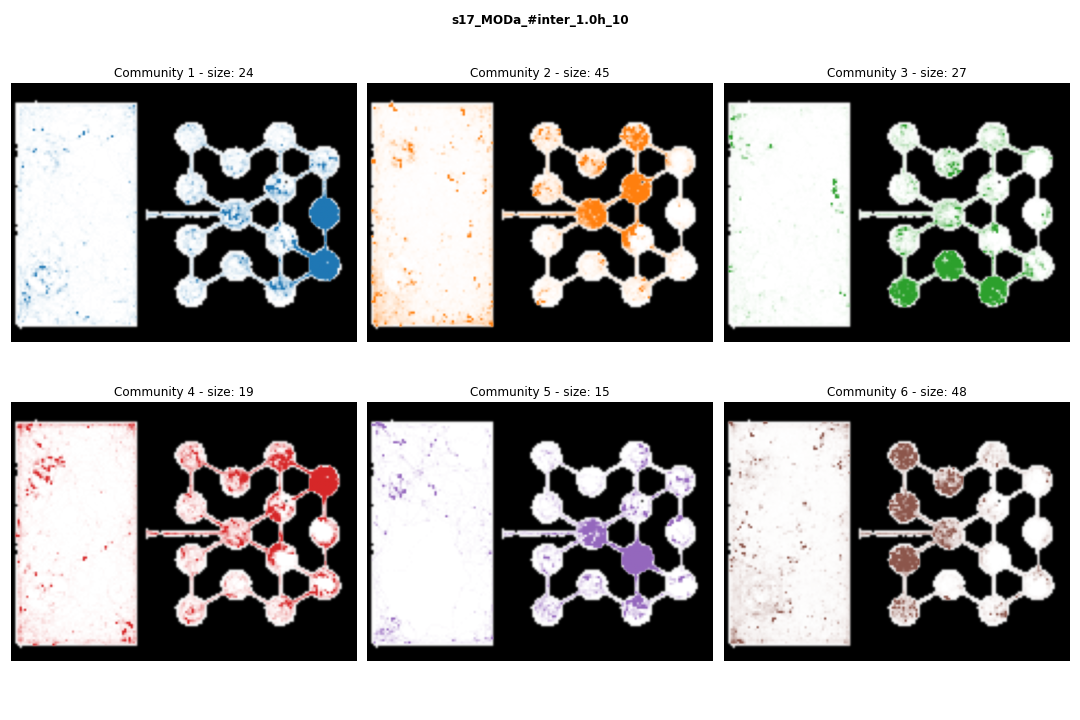 s17_MODa_#inter_1.0h_10
Community 1 - size: 24
Community 2 - size: 45
Community 3 - size: 27
Community 4 - size: 19
Community 5 - size: 15
Community 6 - size: 48